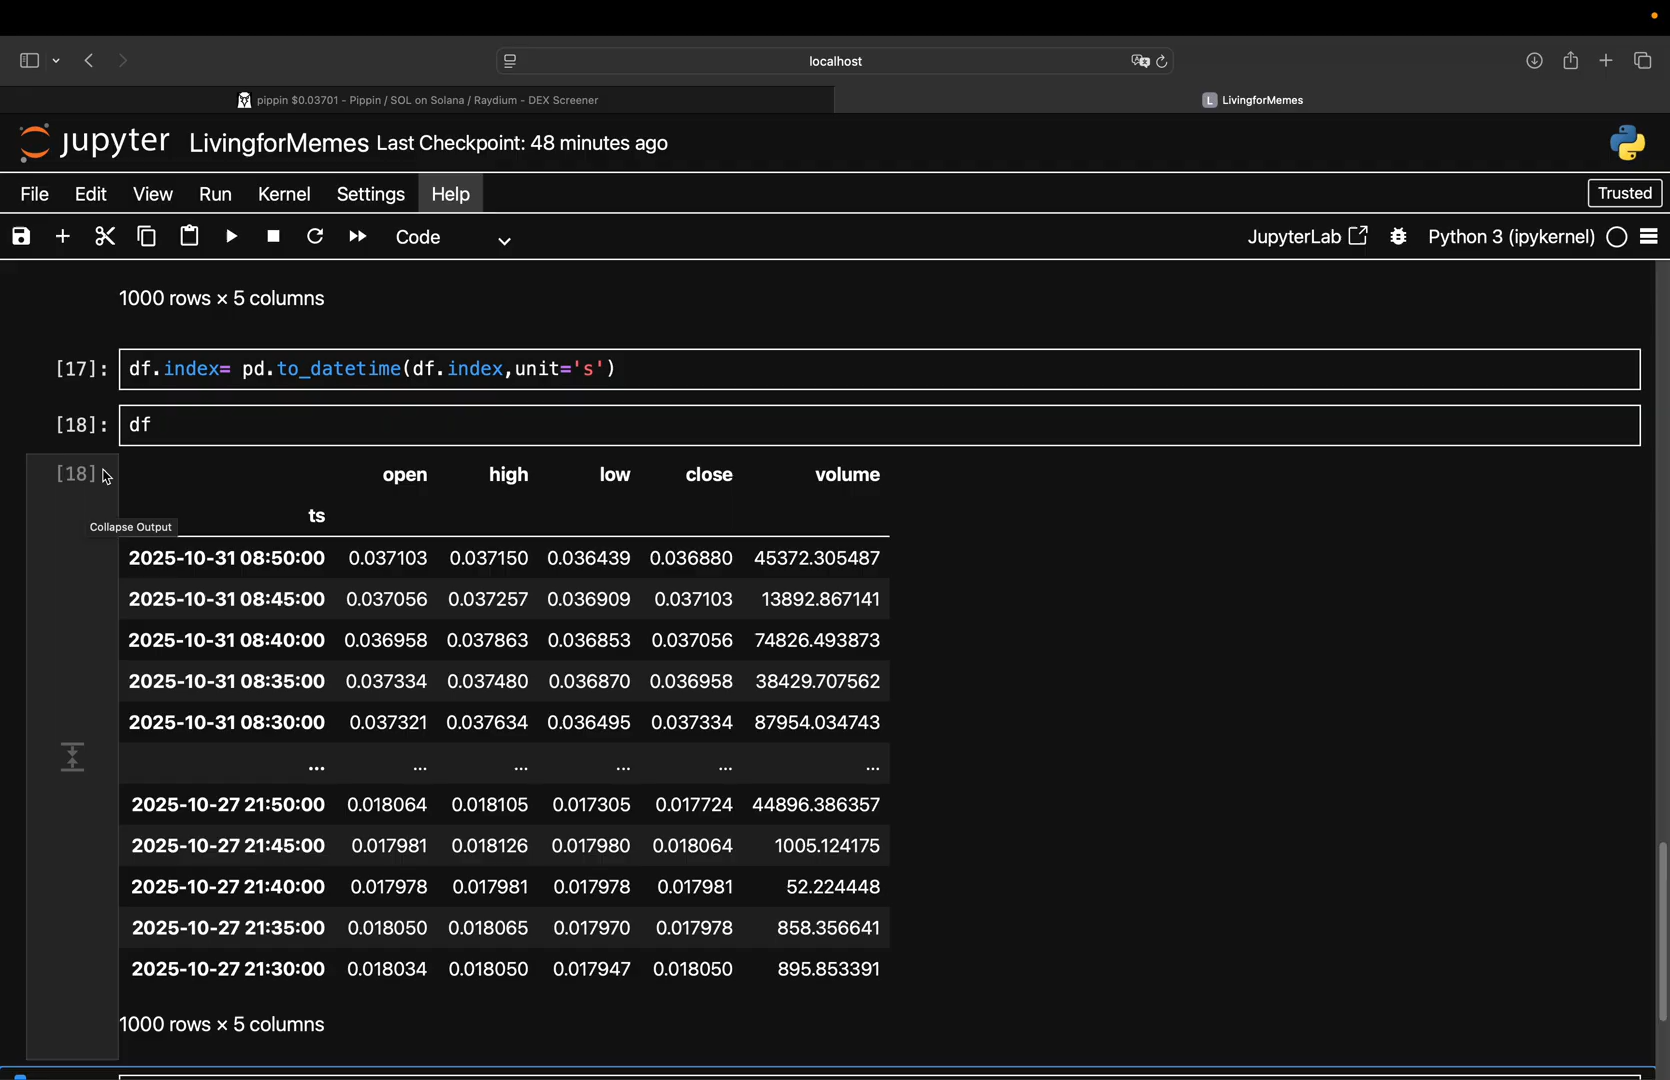 localhost
pippin $0.03701 - Pippin / SOL on Solana / Raydium - DEX Screener
L LivingforMemes
jupyter LivingforMemes Last Checkpoint: 48 minutes ago
File Edit View Run Kernel Settings Help Trusted
Code JupyterLab Python 3 (ipykernel)
1000 rows × 5 columns
[17]: df.index= pd.to_datetime(df.index,unit='s')
[18]: df
[18] open high low close volume
ts
Collapse Output
2025-10-31 08:50:00 0.037103 0.037150 0.036439 0.036880 45372.305487
2025-10-31 08:45:00 0.037056 0.037257 0.036909 0.037103 13892.867141
2025-10-31 08:40:00 0.036958 0.037863 0.036853 0.037056 74826.493873
2025-10-31 08:35:00 0.037334 0.037480 0.036870 0.036958 38429.707562
2025-10-31 08:30:00 0.037321 0.037634 0.036495 0.037334 87954.034743
... ... ... ... ... ...
2025-10-27 21:50:00 0.018064 0.018105 0.017305 0.017724 44896.386357
2025-10-27 21:45:00 0.017981 0.018126 0.017980 0.018064 1005.124175
2025-10-27 21:40:00 0.017978 0.017981 0.017978 0.017981 52.224448
2025-10-27 21:35:00 0.018050 0.018065 0.017970 0.017978 858.356641
2025-10-27 21:30:00 0.018034 0.018050 0.017947 0.018050 895.853391
1000 rows × 5 columns